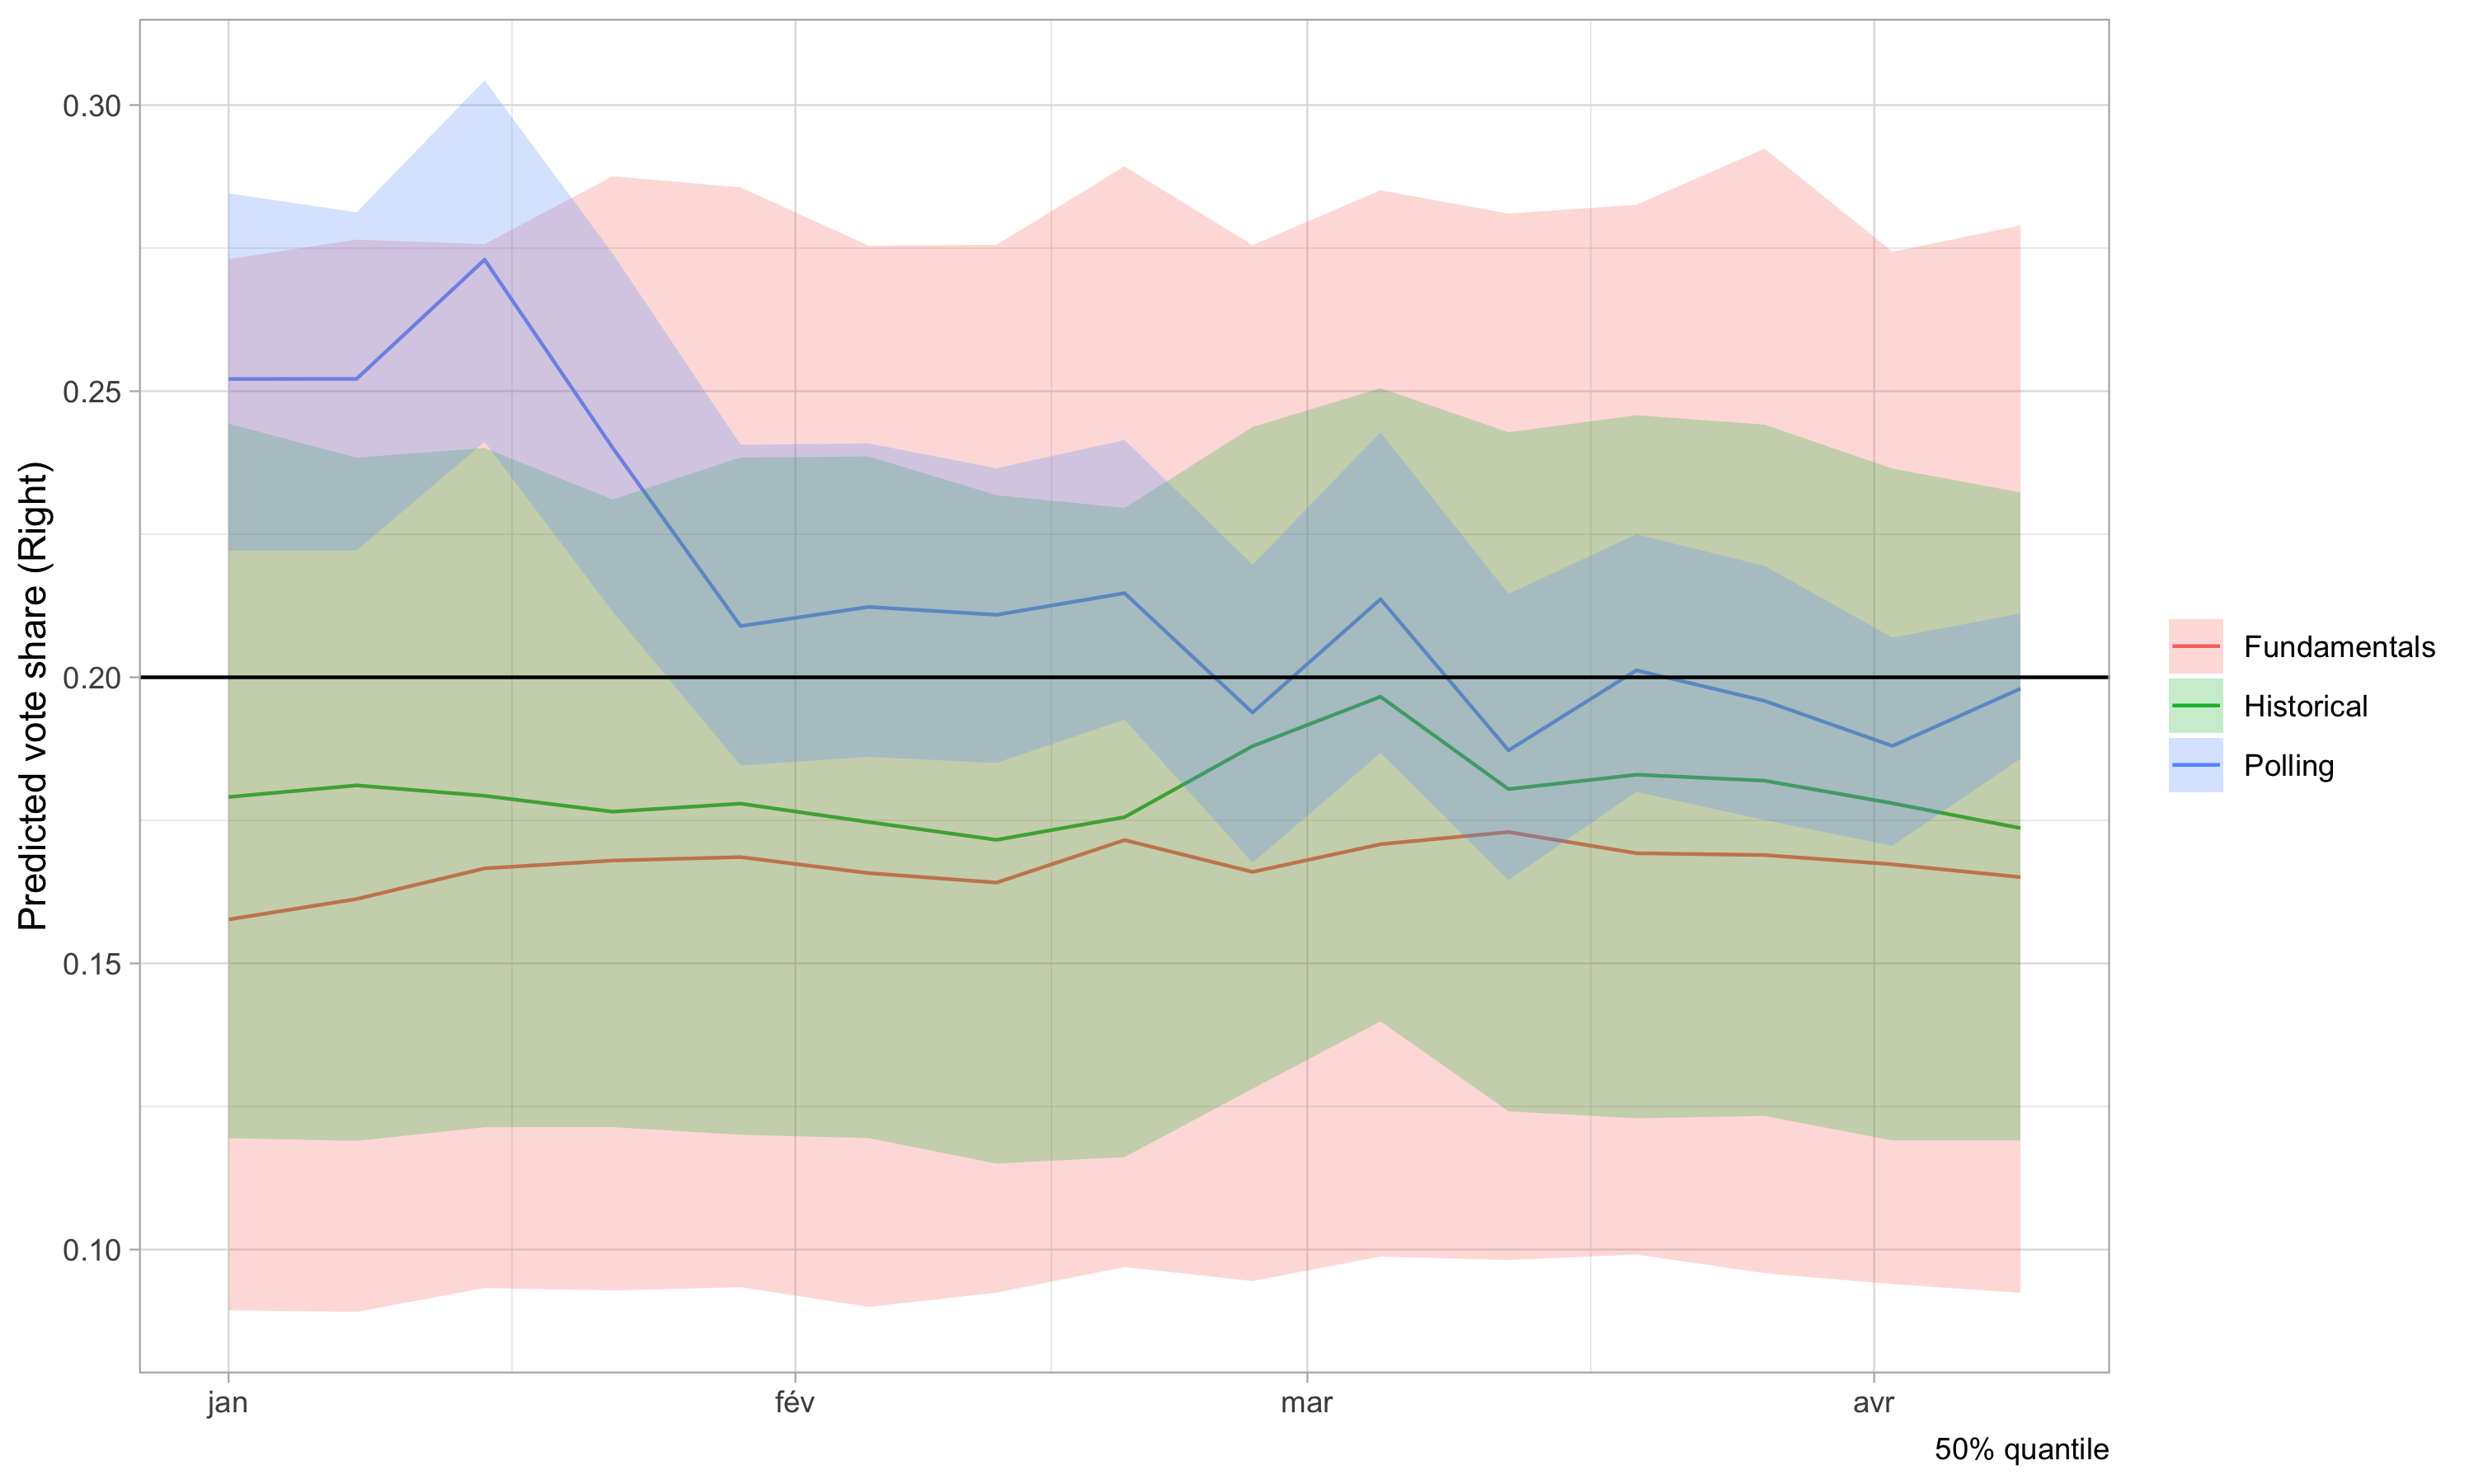 Predicted vote share (Right)
0.30
0.25
0.20
0.15
0.10
jan fév mar avr
50% quantile
Fundamentals
Historical
Polling